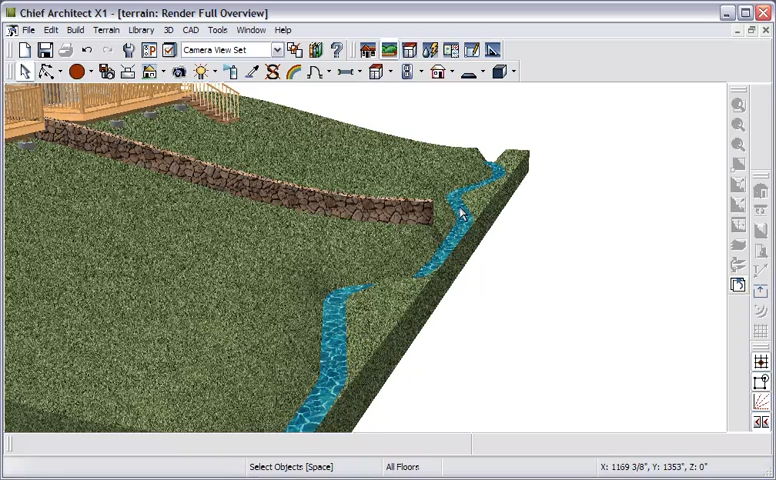 Chief Architect X1 - [terrain: Render Full Overview]
File Edit Build Terrain Library 3D CAD Tools Window Help
Camera View Set
Select Objects [Space] All Floors X: 1169 3/8", Y: 1353", Z: 0"